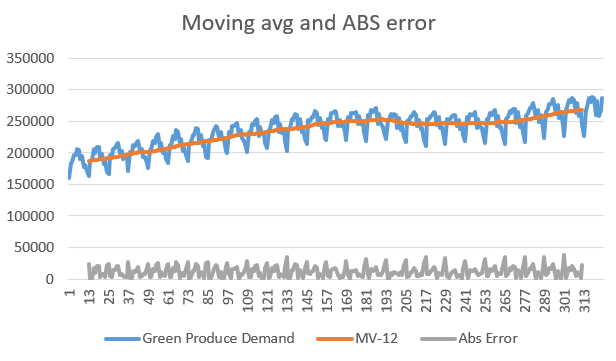 Moving avg and ABS error
350000
300000
250000
200000
150000
100000
50000
0
1 13 25 37 49 61 73 85 97 109 121 133 145 157 169 181 193 205 217 229 241 253 265 277 289 301 313
Green Produce Demand MV-12 Abs Error